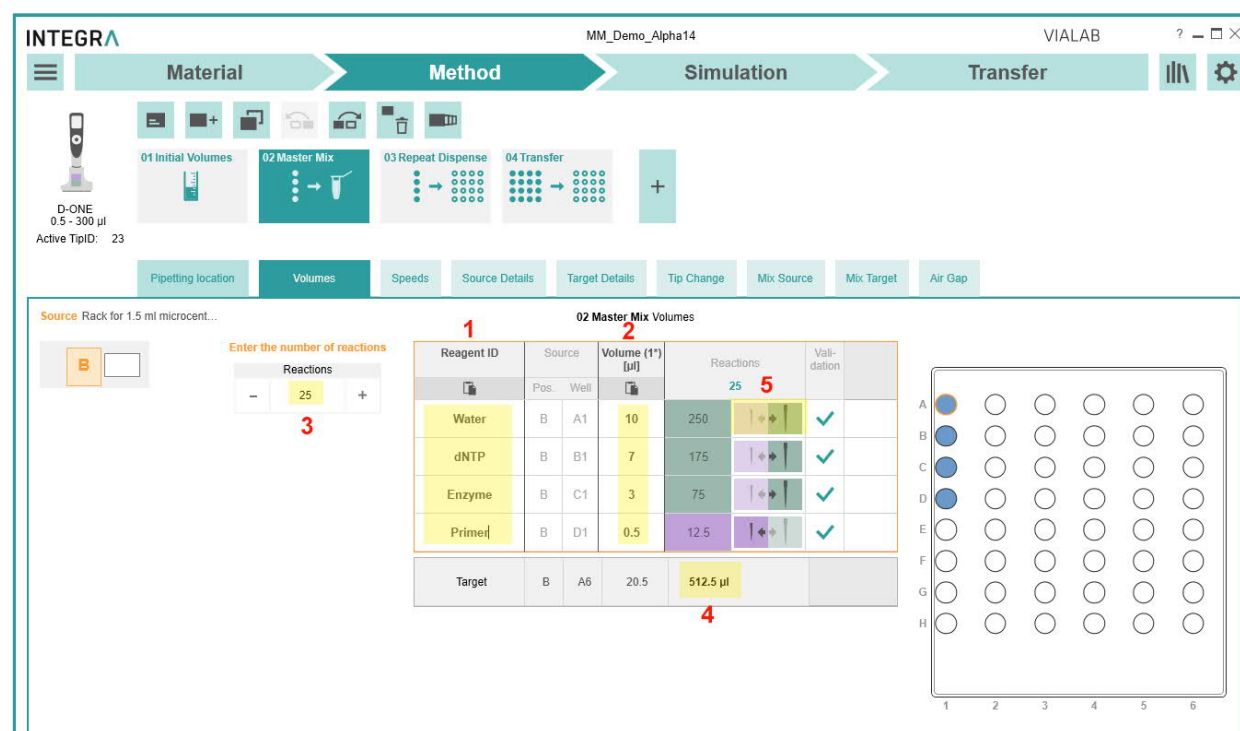 INTEGRA MM_Demo_Alpha14 VIALAB ?
Material Method Simulation Transfer
01 Initial Volumes 02 Master Mix 03 Repeat Dispense 04 Transfer
+
D-ONE
0.5 - 300 µl
Active TipID: 23
Pipetting location Volumes Speeds Source Details Target Details Tip Change Mix Source Mix Target Air Gap
Source Rack for 1.5 ml microcent...
02 Master Mix Volumes
B
Enter the number of reactions
Reactions
- 25 +
3
1 2
Reagent ID Source Volume (1*) [µl] Reactions Vali-
dation
Pos. Well 25 5
Water B A1 10 250
dNTP B B1 7 175
Enzyme B C1 3 75
Primer B D1 0.5 12.5
Target B A6 20.5 512.5 µl
4
A
B
C
D
E
F
G
H
1 2 3 4 5 6